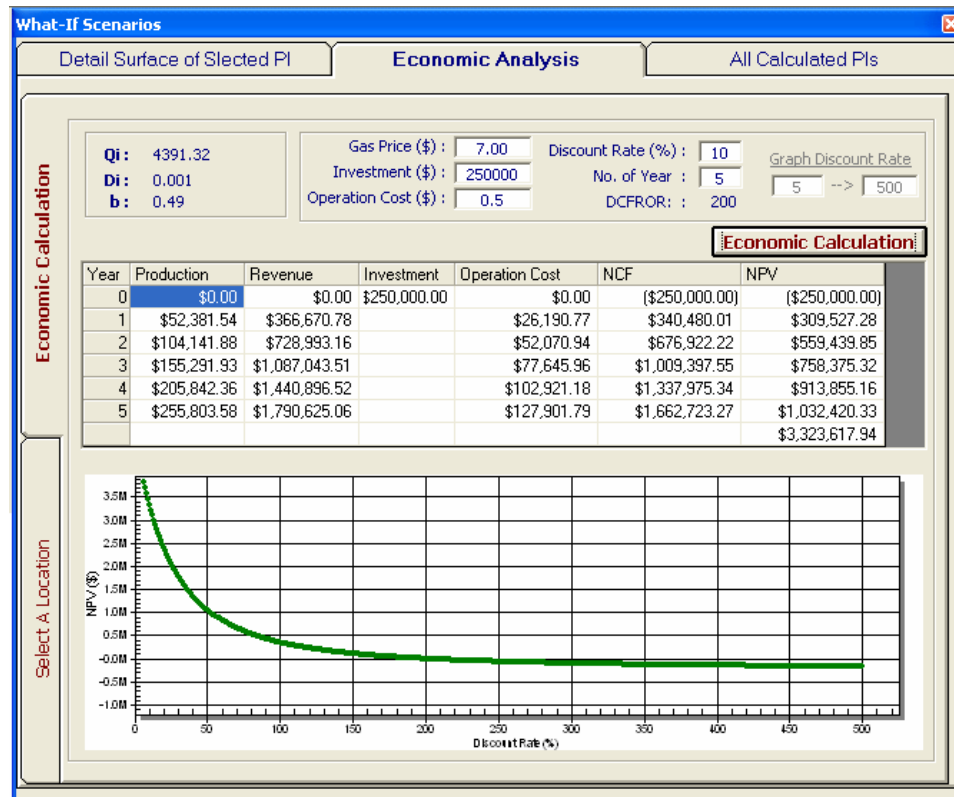 What-If Scenarios
Detail Surface of Slected PI Economic Analysis All Calculated PIs
Economic Calculation
Select A Location
Qi : 4391.32
Di : 0.001
b : 0.49
Gas Price ($) : 7.00
Investment ($) : 250000
Operation Cost ($) : 0.5
Discount Rate (%) : 10
No. of Year : 5
DCFROR: : 200
Graph Discount Rate
5 --> 500
Economic Calculation
Year Production Revenue Investment Operation Cost NCF NPV
0 $0.00 $0.00 $250,000.00 $0.00 ($250,000.00) ($250,000.00)
1 $52,381.54 $366,670.78 $26,190.77 $340,480.01 $309,527.28
2 $104,141.88 $728,993.16 $52,070.94 $676,922.22 $559,439.85
3 $155,291.93 $1,087,043.51 $77,645.96 $1,009,397.55 $758,375.32
4 $205,842.36 $1,440,896.52 $102,921.18 $1,337,975.34 $913,855.16
5 $255,803.58 $1,790,625.06 $127,901.79 $1,662,723.27 $1,032,420.33
$3,323,617.94
NPV ($)
3.5M
3.0M
2.5M
2.0M
1.5M
1.0M
0.5M
-0.0M
-0.5M
-1.0M
0 50 100 150 200 250 300 350 400 450 500
Discount Rate (%)